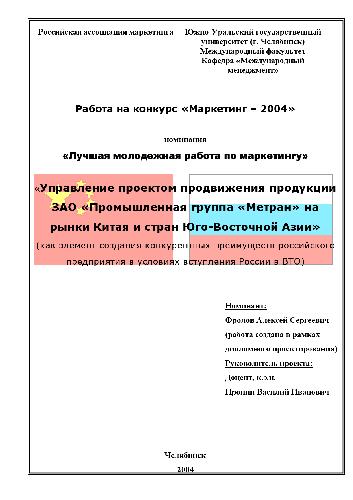 Российская ассоциация маркетинга
Южно-Уральский государственный
университет (г. Челябинск)
Международный факультет
Кафедра «Международный
менеджмент»
Работа на конкурс «Маркетинг – 2004»
номинация
«Лучшая молодежная работа по маркетингу»
«Управление проектом продвижения продукции
ЗАО «Промышленная группа «Метран» на
рынки Китая и стран Юго-Восточной Азии»
(как элемент создания конкурентных преимуществ российского
предприятия в условиях вступления России в ВТО)
Номинант:
Фролов Алексей Сергеевич
(работа создана в рамках
дипломного проектирования)
Руководитель проекта:
Доцент, к.э.н.
Пронин Василий Иванович
Челябинск
2004